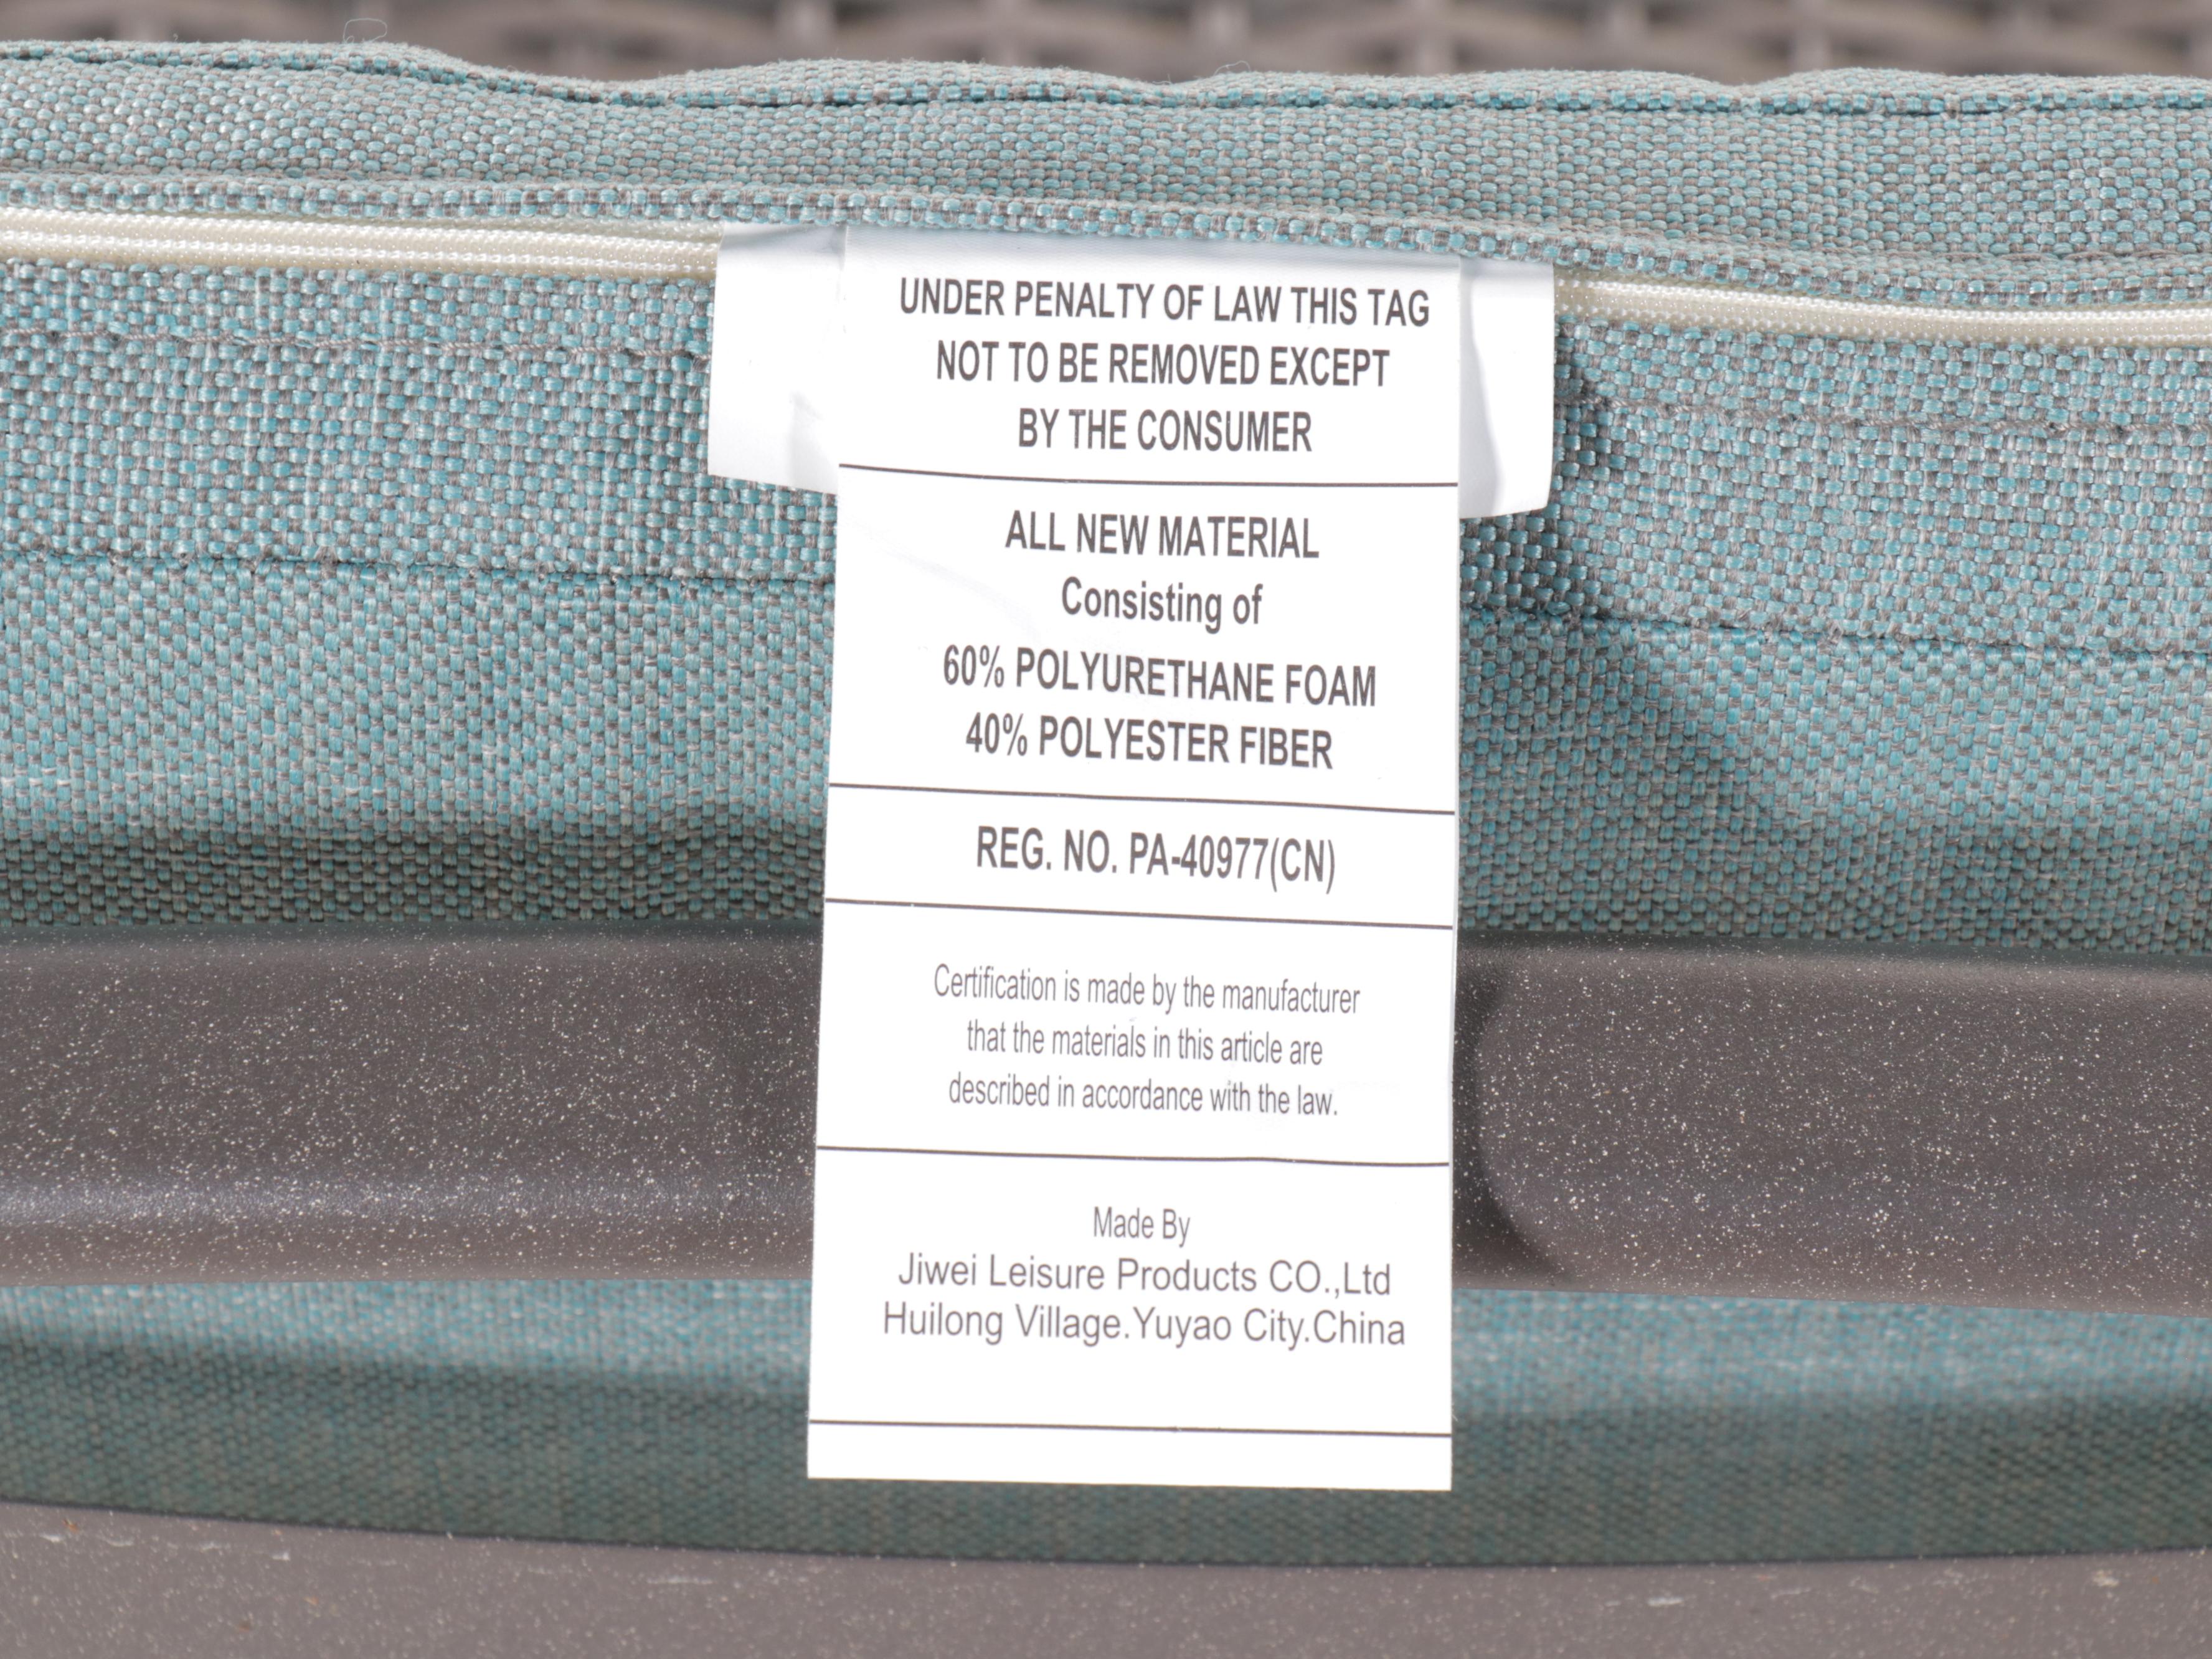 UNDER PENALTY OF LAW THIS TAG
NOT TO BE REMOVED EXCEPT
BY THE CONSUMER
ALL NEW MATERIAL
Consisting of
60% POLYURETHANE FOAM
40% POLYESTER FIBER
REG. NO. PA-40977(CN)
Certification is made by the manufacturer
that the materials in this article are
described in accordance with the law.
Made By
Jiwei Leisure Products CO.,Ltd
Huilong Village.Yuyao City.China